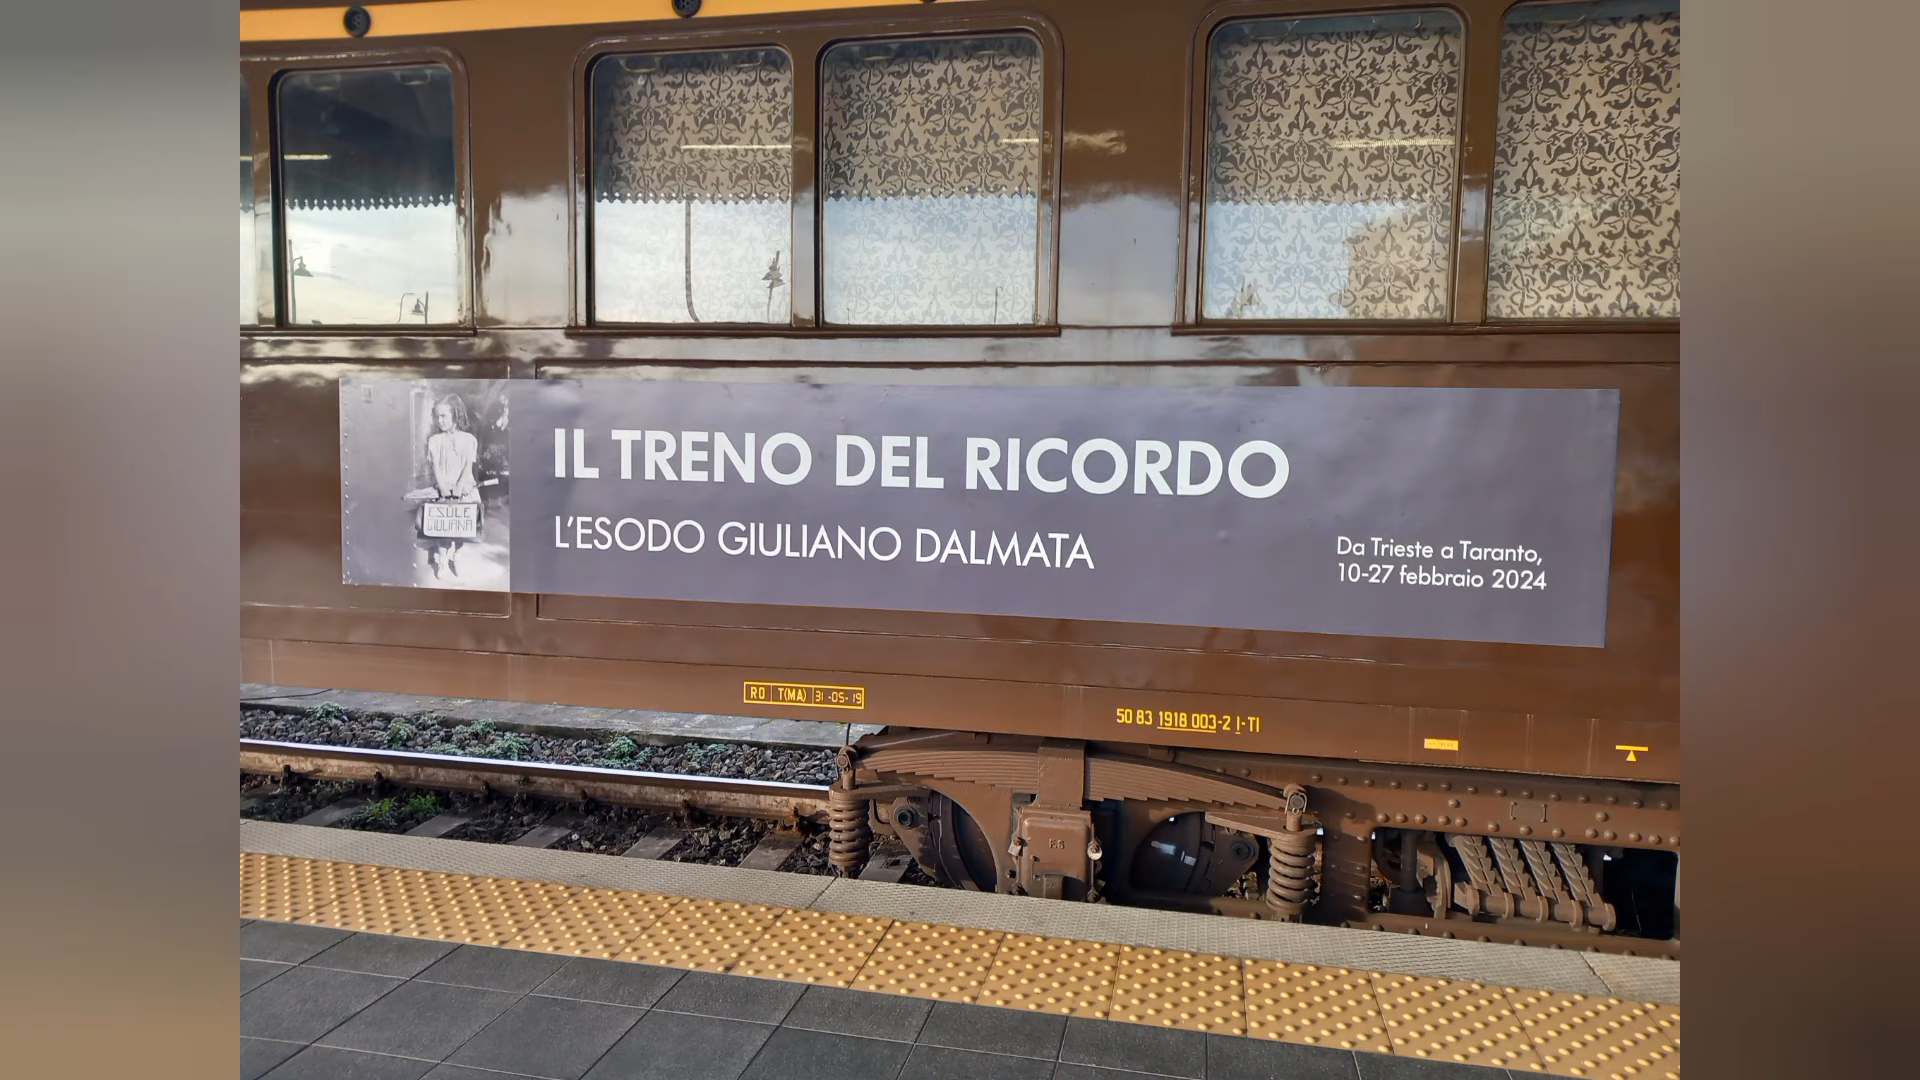 IL TRENO DEL RICORDO
L'ESODO GIULIANO DALMATA
Da Trieste a Taranto,
10-27 febbraio 2024
ESULE
GIULIANA
RO T(MA) 31-05-19
50 83 1918 003-2 I-TI
F.S